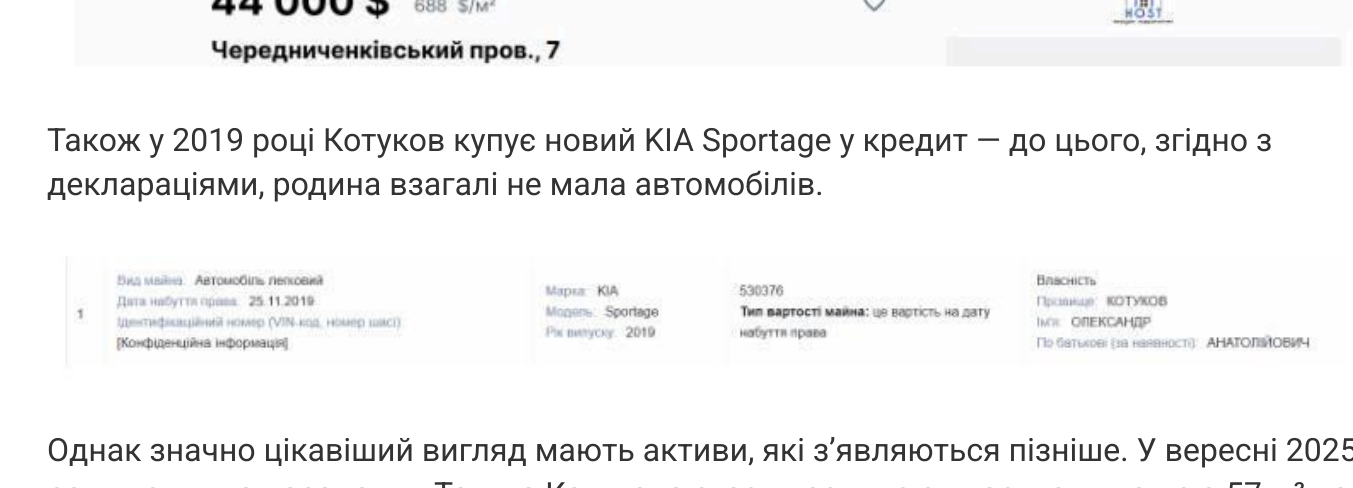 44 000 $ 688 $/м²
HOST
Чередниченківський пров., 7
Також у 2019 році Котуков купує новий KIA Sportage у кредит — до цього, згідно з
деклараціями, родина взагалі не мала автомобілів.
1
Вид майна: Автомобіль легковий
Дата набуття права: 25.11.2019
Ідентифікаційний номер (VIN-код, номер шасі):
[Конфіденційна інформація]
Марка: KIA
Модель: Sportage
Рік випуску: 2019
530376
Тип вартості майна: це вартість на дату
набуття права
Власність
Прізвище: КОТУКОВ
Ім'я: ОЛЕКСАНДР
По батькові (за наявності): АНАТОЛІЙОВИЧ
Однак значно цікавіший вигляд мають активи, які з’являються пізніше. У вересні 2025